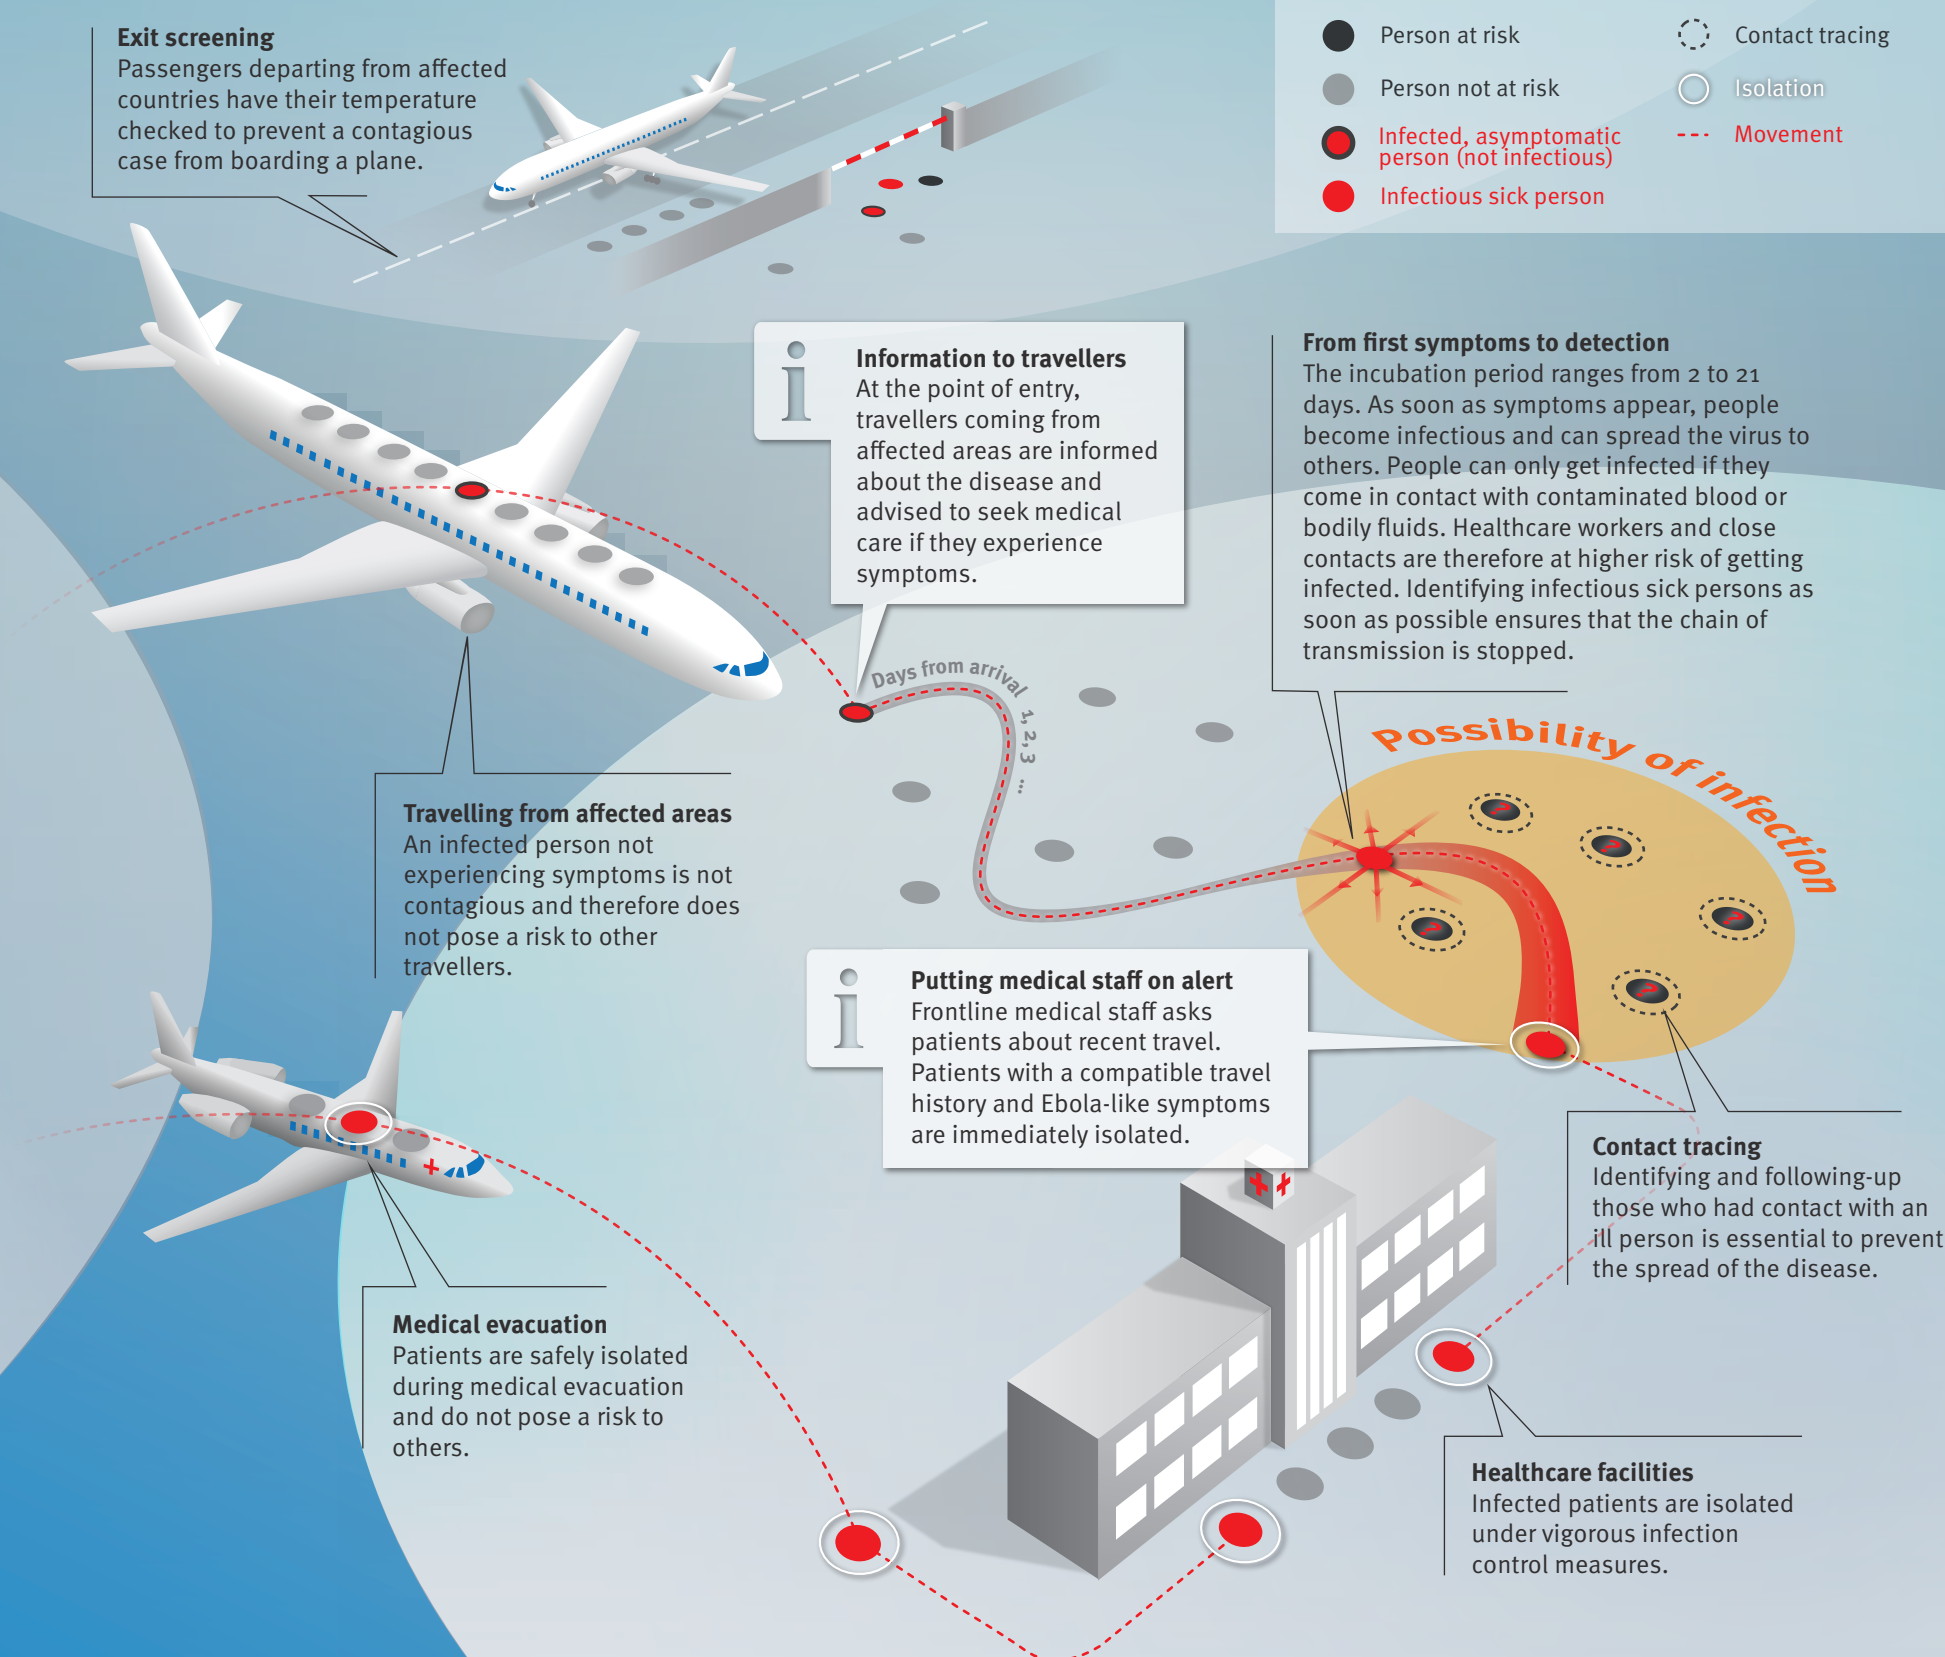 Exit screening
Passengers departing from affected
countries have their temperature
checked to prevent a contagious
case from boarding a plane.
Person at risk
Person not at risk
Infected, asymptomatic
person (not infectious)
Infectious sick person
Contact tracing
Isolation
Movement
i
Information to travellers
At the point of entry,
travellers coming from
affected areas are informed
about the disease and
advised to seek medical
care if they experience
symptoms.
From first symptoms to detection
The incubation period ranges from 2 to 21
days. As soon as symptoms appear, people
become infectious and can spread the virus to
others. People can only get infected if they
come in contact with contaminated blood or
bodily fluids. Healthcare workers and close
contacts are therefore at higher risk of getting
infected. Identifying infectious sick persons as
soon as possible ensures that the chain of
transmission is stopped.
Days from arrival 1, 2, 3 ...
Possibility of infection
?
?
?
?
?
Travelling from affected areas
An infected person not
experiencing symptoms is not
contagious and therefore does
not pose a risk to other
travellers.
i
Putting medical staff on alert
Frontline medical staff asks
patients about recent travel.
Patients with a compatible travel
history and Ebola-like symptoms
are immediately isolated.
Contact tracing
Identifying and following-up
those who had contact with an
ill person is essential to prevent
the spread of the disease.
Medical evacuation
Patients are safely isolated
during medical evacuation
and do not pose a risk to
others.
Healthcare facilities
Infected patients are isolated
under vigorous infection
control measures.